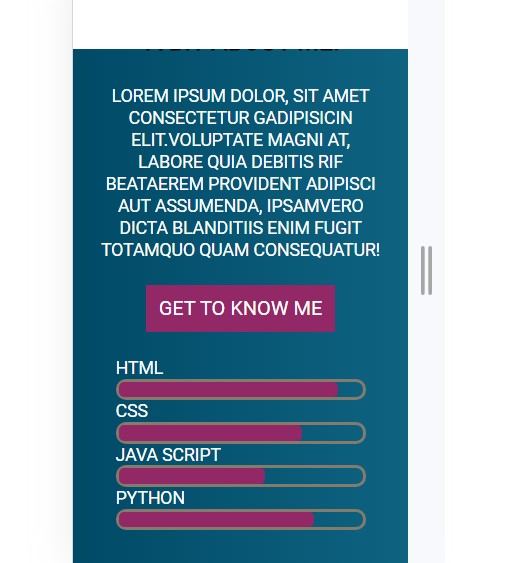 LOREM IPSUM DOLOR, SIT AMET
CONSECTETUR GADIPISICIN
ELIT.VOLUPTATE MAGNI AT,
LABORE QUIA DEBITIS RIF
BEATAEREM PROVIDENT ADIPISCI
AUT ASSUMENDA, IPSAMVERO
DICTA BLANDITIIS ENIM FUGIT
TOTAMQUO QUAM CONSEQUATUR!
GET TO KNOW ME
HTML
CSS
JAVA SCRIPT
PYTHON